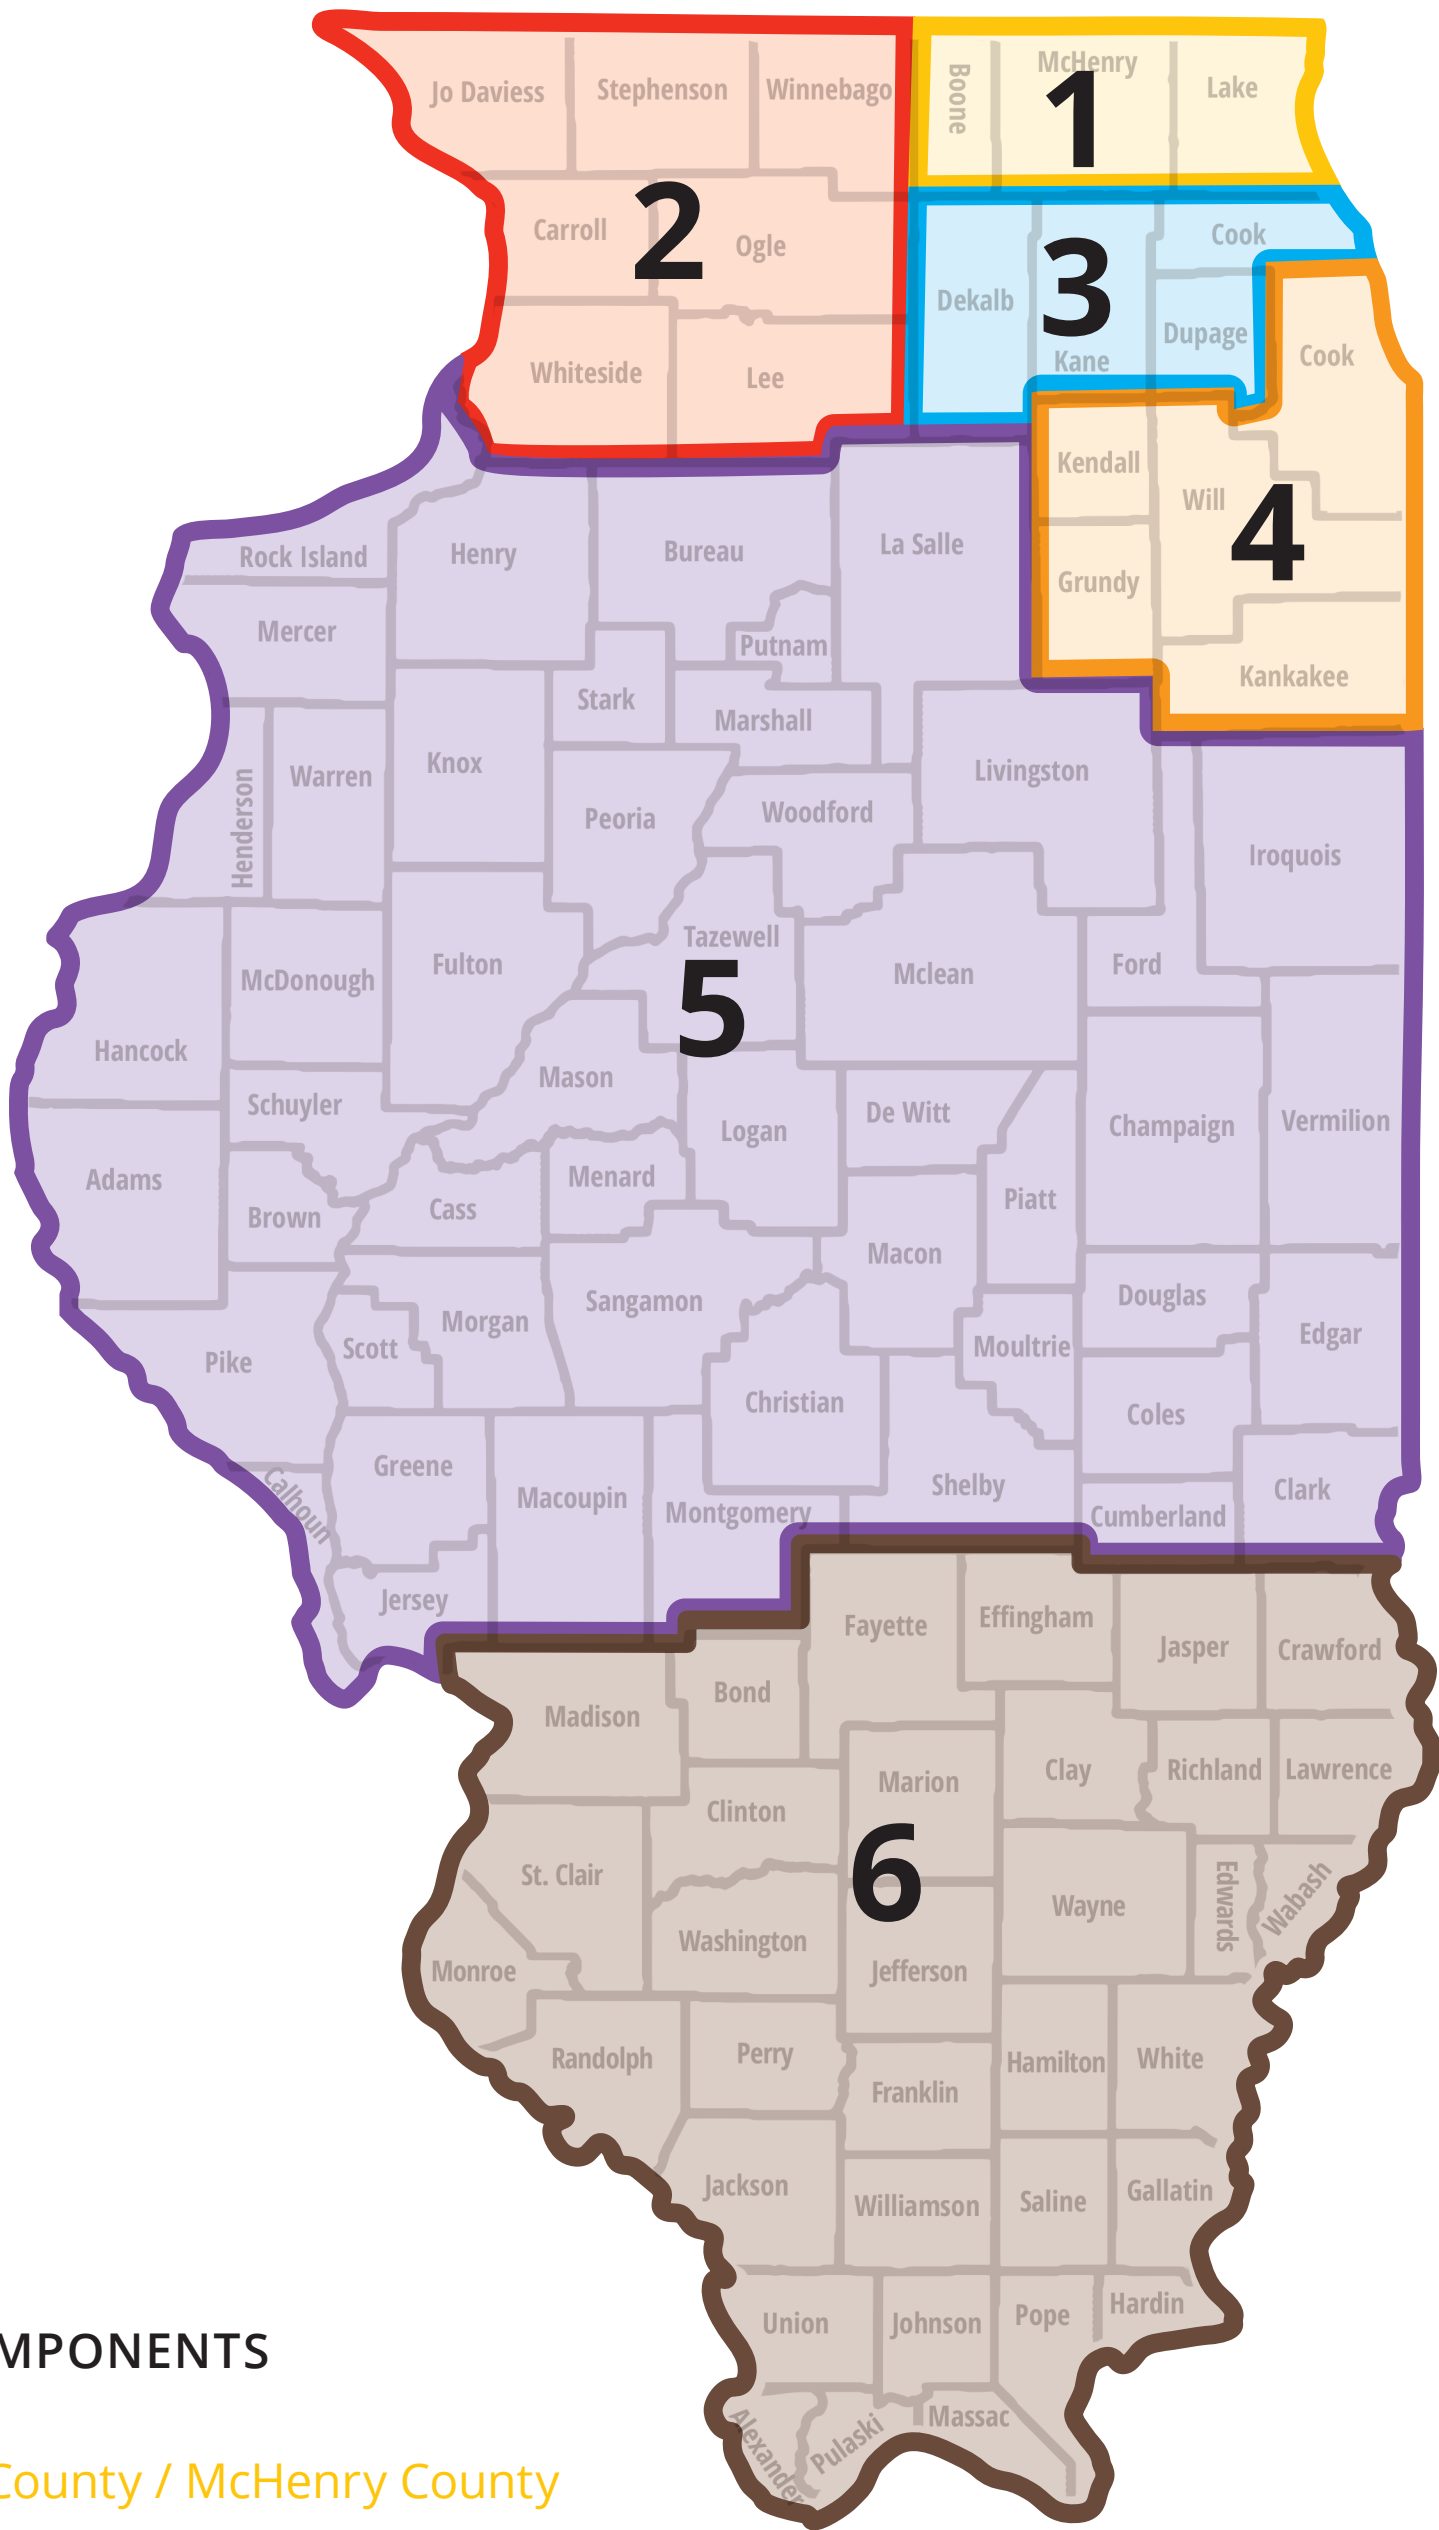 Jo Daviess
Stephenson
Winnebago
Boone
McHenry
Lake
1
2
Carroll
Ogle
Whiteside
Lee
3
Cook
Dekalb
Dupage
Kane
Cook
Kendall
Will
4
Grundy
Kankakee
Rock Island
Henry
Bureau
La Salle
Mercer
Putnam
Stark
Marshall
Henderson
Warren
Knox
Peoria
Woodford
Livingston
Iroquois
Tazewell
5
McDonough
Fulton
Mclean
Ford
Hancock
Schuyler
Mason
Logan
De Witt
Champaign
Vermilion
Adams
Brown
Cass
Menard
Piatt
Macon
Sangamon
Morgan
Scott
Pike
Douglas
Moultrie
Edgar
Christian
Coles
Calhoun
Greene
Macoupin
Montgomery
Shelby
Cumberland
Clark
Jersey
Fayette
Effingham
Jasper
Crawford
Madison
Bond
Clinton
Marion
Clay
Richland
Lawrence
6
St. Clair
Washington
Wayne
Edwards
Wabash
Monroe
Jefferson
Randolph
Perry
Franklin
Hamilton
White
Jackson
Williamson
Saline
Gallatin
Union
Johnson
Pope
Hardin
Alexander
Pulaski
Massac
MPONENTS
County / McHenry County